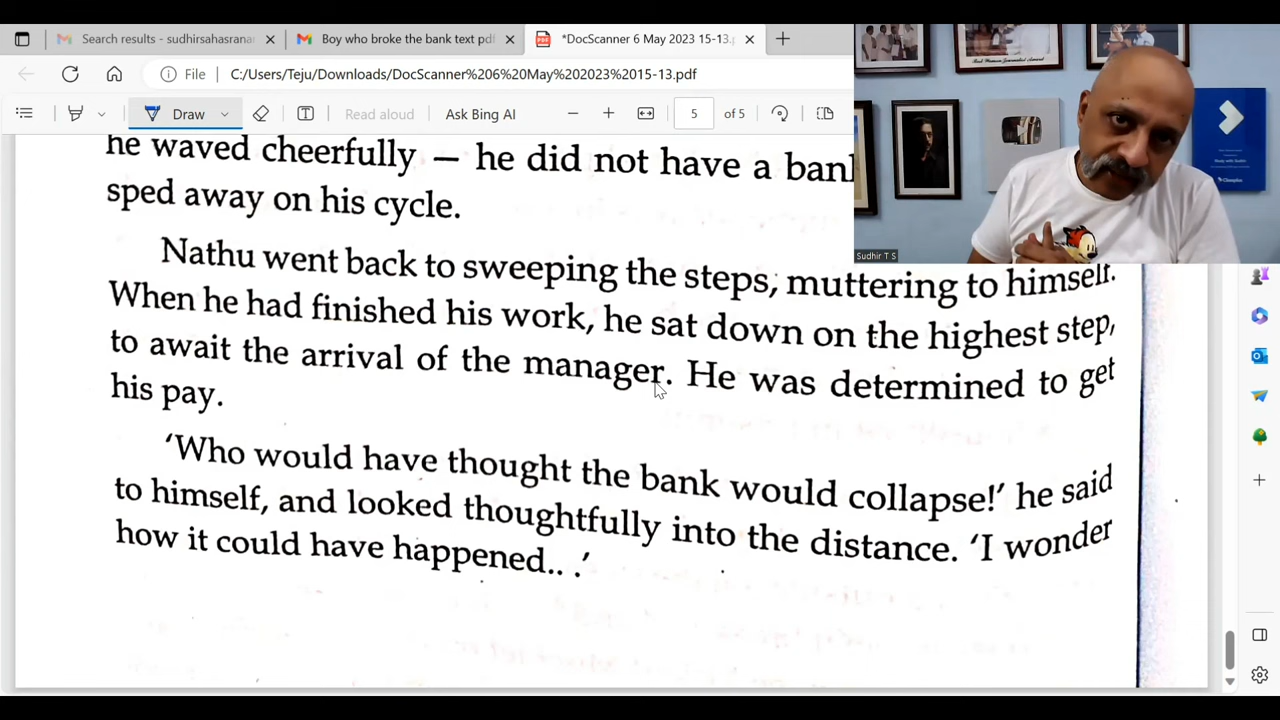 Search results - sudhirsahasrana
Boy who broke the bank text pdf
*DocScanner 6 May 2023 15-13.p
File
C:/Users/Teju/Downloads/DocScanner%206%20May%202023%2015-13.pdf
Draw
Read aloud
Ask Bing AI
5
of 5
he waved cheerfully — he did not have a bank
sped away on his cycle.
Nathu went back to sweeping the steps, muttering to himself.
When he had finished his work, he sat down on the highest step,
to await the arrival of the manager. He was determined to get
his pay.
‘Who would have thought the bank would collapse!’ he said
to himself, and looked thoughtfully into the distance. ‘I wonder
how it could have happened.. .’
Sudhir T S